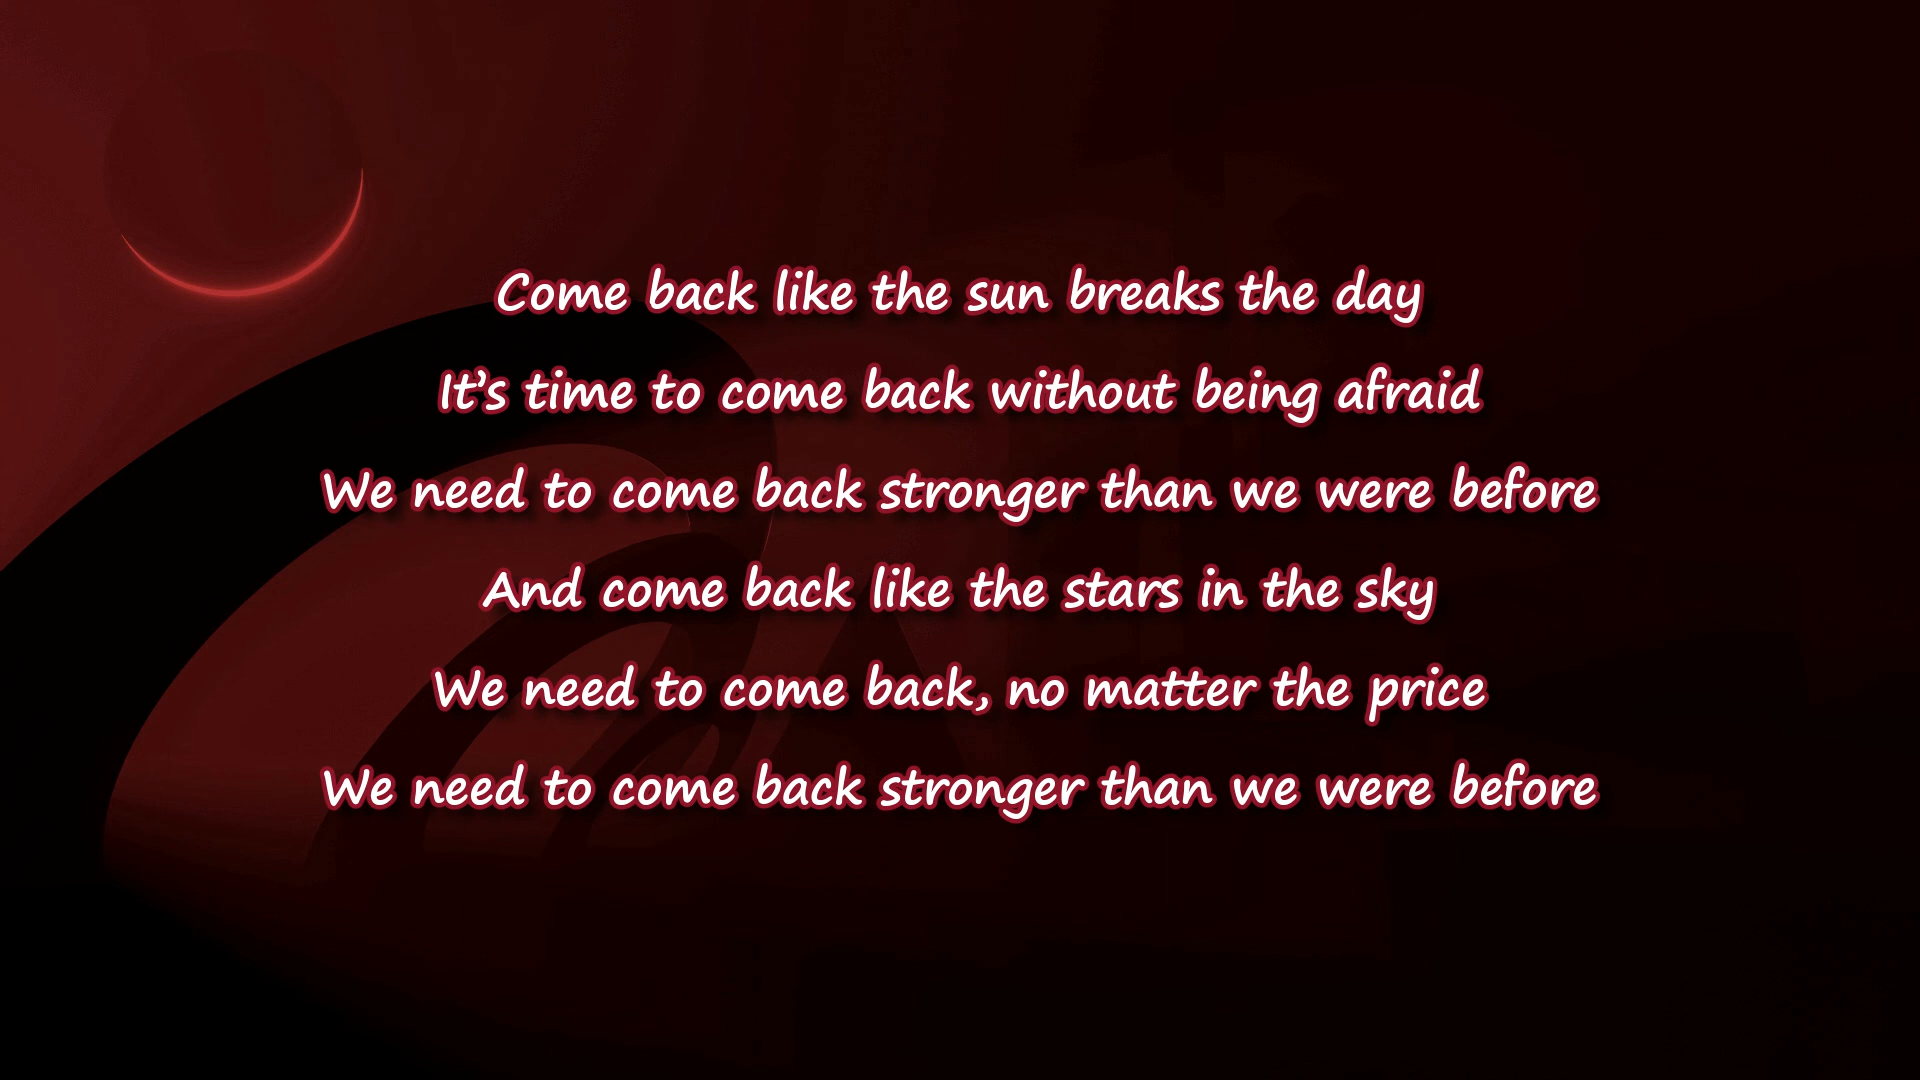 Come back like the sun breaks the day
It’s time to come back without being afraid
We need to come back stronger than we were before
And come back like the stars in the sky
We need to come back, no matter the price
We need to come back stronger than we were before